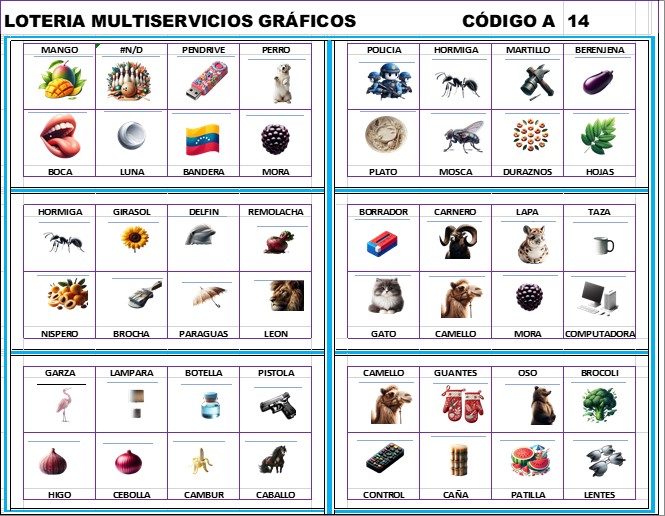 LOTERIA MULTISERVICIOS GRÁFICOS CÓDIGO A 14
MANGO #N/D PENDRIVE PERRO
BOCA LUNA BANDERA MORA
POLICIA HORMIGA MARTILLO BERENJENA
PLATO MOSCA DURAZNOS HOJAS
HORMIGA GIRASOL DELFIN REMOLACHA
NISPERO BROCHA PARAGUAS LEON
BORRADOR CARNERO LAPA TAZA
GATO CAMELLO MORA COMPUTADORA
GARZA LAMPARA BOTELLA PISTOLA
HIGO CEBOLLA CAMBUR CABALLO
CAMELLO GUANTES OSO BROCOLI
CONTROL CAÑA PATILLA LENTES